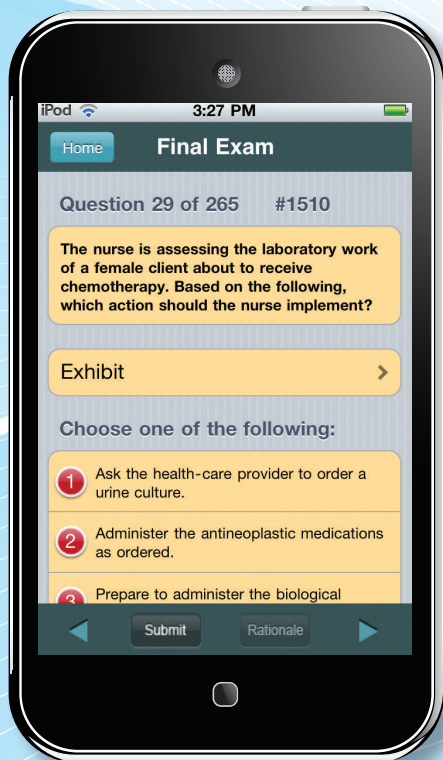 iPod 3:27 PM
Home Final Exam
Question 29 of 265 #1510
The nurse is assessing the laboratory work
of a female client about to receive
chemotherapy. Based on the following,
which action should the nurse implement?
Exhibit
Choose one of the following:
1 Ask the health-care provider to order a
urine culture.
2 Administer the antineoplastic medications
as ordered.
3 Prepare to administer the biological
Submit Rationale